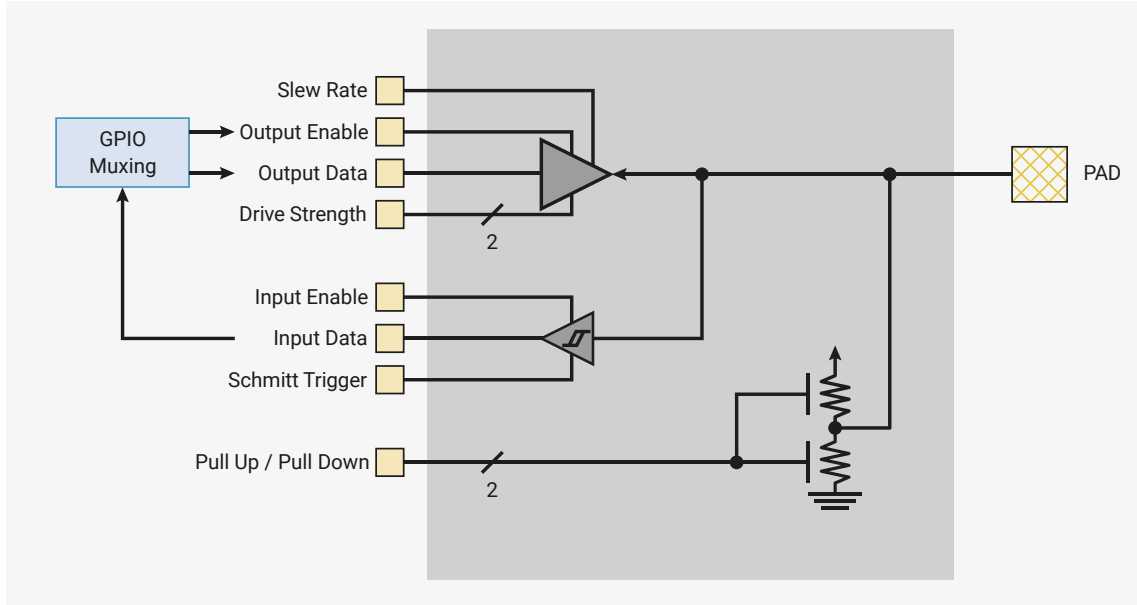 Slew Rate
GPIO
Muxing
Output Enable
Output Data
Drive Strength
2
PAD
Input Enable
Input Data
Schmitt Trigger
Pull Up / Pull Down
2